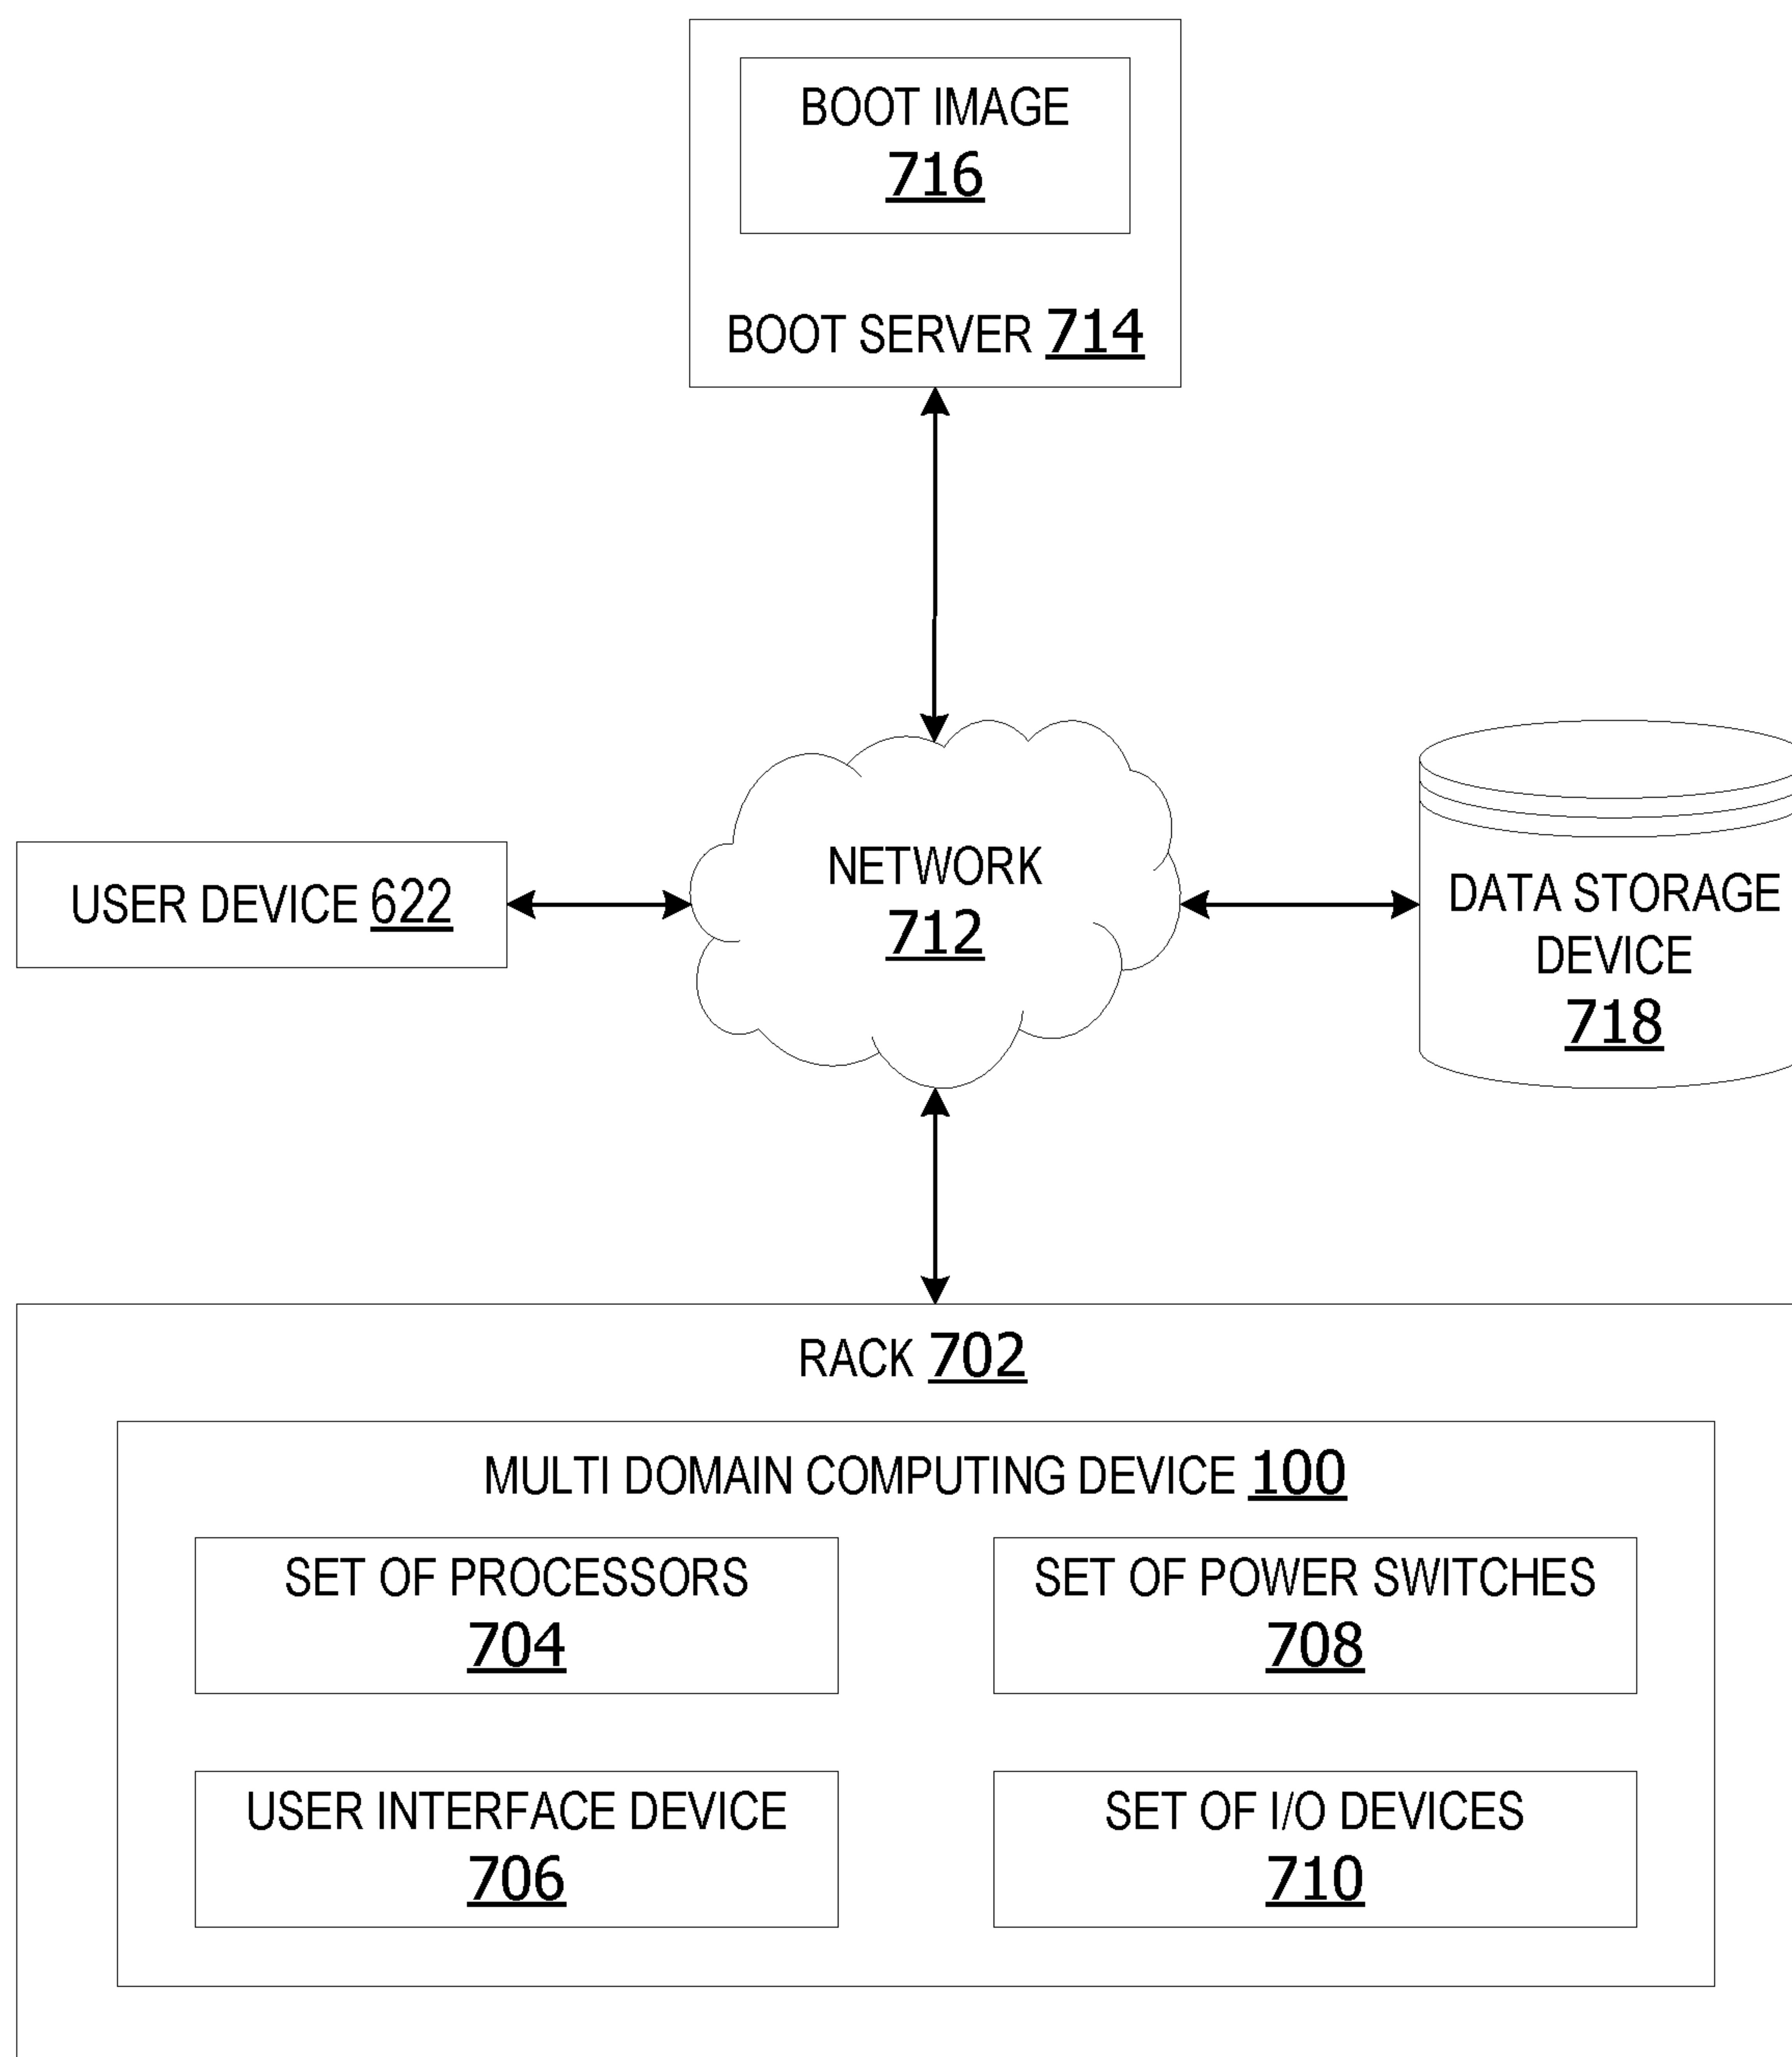 BOOT IMAGE
716
BOOT SERVER 714
NETWORK
712
USER DEVICE 622
DATA STORAGE
DEVICE
718
RACK 702
MULTI DOMAIN COMPUTING DEVICE 100
SET OF PROCESSORS
704
SET OF POWER SWITCHES
708
USER INTERFACE DEVICE
706
SET OF I/O DEVICES
710